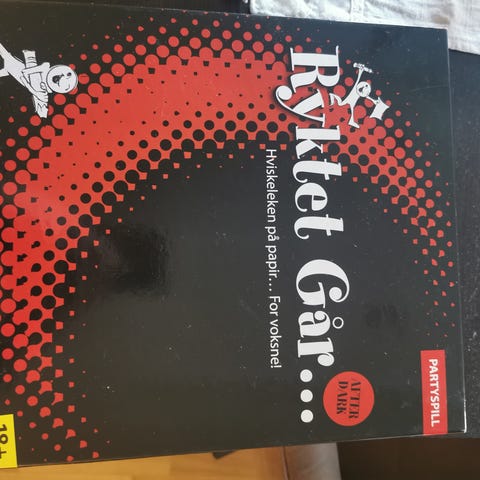 Ryktet Går...
Hviskeleken på papir... For voksne!
AFTER
DARK
PARTYSPILL
18+